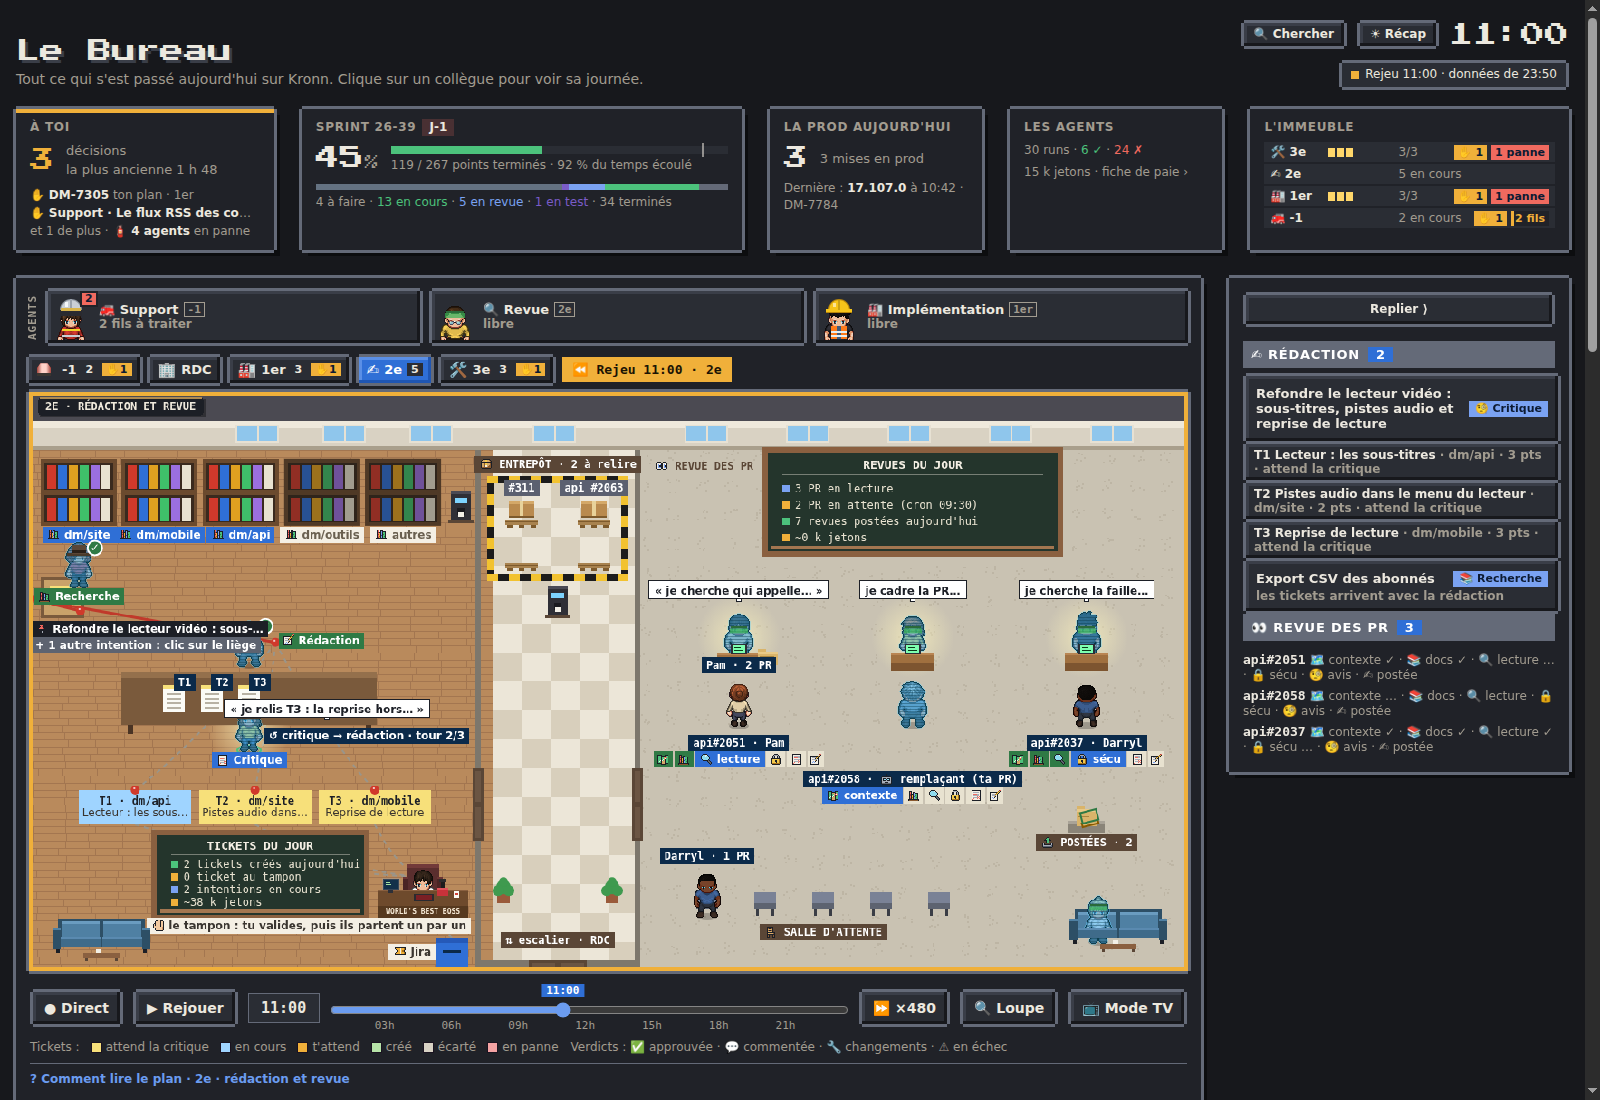 Le Bureau
Tout ce qui s'est passé aujourd'hui sur Kronn. Clique sur un collègue pour voir sa journée.
🔍 Chercher
☀ Récap
11:00
Rejeu 11:00 · données de 23:50
À TOI
3 décisions
la plus ancienne 1 h 48
✋ DM-7305 ton plan · 1er
✋ Support · Le flux RSS des co…
et 1 de plus · 🧯 4 agents en panne
SPRINT 26-39 J-1
45%
119 / 267 points terminés · 92 % du temps écoulé
4 à faire · 13 en cours · 5 en revue · 1 en test · 34 terminés
LA PROD AUJOURD'HUI
3 3 mises en prod
Dernière : 17.107.0 à 10:42 ·
DM-7784
LES AGENTS
30 runs · 6 ✓ · 24 ✗
15 k jetons · fiche de paie ›
L'IMMEUBLE
🛠️ 3e 3/3 ✋ 1 1 panne
✍ 2e 5 en cours
🏭 1er 3/3 ✋ 1 1 panne
🚒 -1 2 en cours ✋ 1 2 fils
AGENTS
2
🚒 Support -1
2 fils à traiter
🔍 Revue 2e
libre
🏭 Implémentation 1er
libre
-1 2 ✋1
🏢 RDC
🏭 1er 3 ✋1
✍ 2e 5
🛠️ 3e 3 ✋1
⏪ Rejeu 11:00 · 2e
2E · RÉDACTION ET REVUE
dm/site
dm/mobile
dm/api
dm/outils
autres
Recherche
Refondre le lecteur vidéo : sous-…
+ 1 autre intention : clic sur le liège
Rédaction
T1
T2
T3
« je relis T3 : la reprise hors… »
↺ critique → rédaction · tour 2/3
Critique
T1 · dm/api
Lecteur : les sous…
T2 · dm/site
Pistes audio dans…
T3 · dm/mobile
Reprise de lecture
TICKETS DU JOUR
2 tickets créés aujourd'hui
0 ticket au tampon
2 intentions en cours
~38 k jetons
WORLD'S BEST BOSS
le tampon : tu valides, puis ils partent un par un
Jira
ENTREPÔT · 2 à relire
#311
api #2063
⇅ escalier · RDC
REVUE DES PR
REVUES DU JOUR
3 PR en lecture
2 PR en attente (cron 09:30)
7 revues postées aujourd'hui
~0 k jetons
« je cherche qui appelle… »
je cadre la PR…
je cherche la faille…
Pam · 2 PR
api#2051 · Pam
lecture
api#2037 · Darryl
sécu
api#2058 · remplaçant (ta PR)
contexte
POSTÉES · 2
Darryl · 1 PR
SALLE D'ATTENTE
Replier ⟩
✍ RÉDACTION 2
Refondre le lecteur vidéo :
sous-titres, pistes audio et
reprise de lecture
🧐 Critique
T1 Lecteur : les sous-titres · dm/api · 3 pts
· attend la critique
T2 Pistes audio dans le menu du lecteur ·
dm/site · 2 pts · attend la critique
T3 Reprise de lecture · dm/mobile · 3 pts ·
attend la critique
Export CSV des abonnés
📚 Recherche
les tickets arrivent avec la rédaction
👀 REVUE DES PR 3
api#2051 🗺️ contexte ✓ · 📚 docs ✓ · 🔍 lecture …
· 🔒 sécu · 🧐 avis · ✍ postée
api#2058 🗺️ contexte … · 📚 docs · 🔍 lecture · 🔒
sécu · 🧐 avis · ✍ postée
api#2037 🗺️ contexte ✓ · 📚 docs ✓ · 🔍 lecture ✓
· 🔒 sécu … · 🧐 avis · ✍ postée
● Direct
▶ Rejouer
11:00
11:00
03h 06h 09h 12h 15h 18h 21h
⏩ ×480
🔍 Loupe
📺 Mode TV
Tickets : attend la critique en cours t'attend créé écarté en panne Verdicts : ✅ approuvée · 💬 commentée · 🔧 changements · ⚠ en échec
? Comment lire le plan · 2e · rédaction et revue